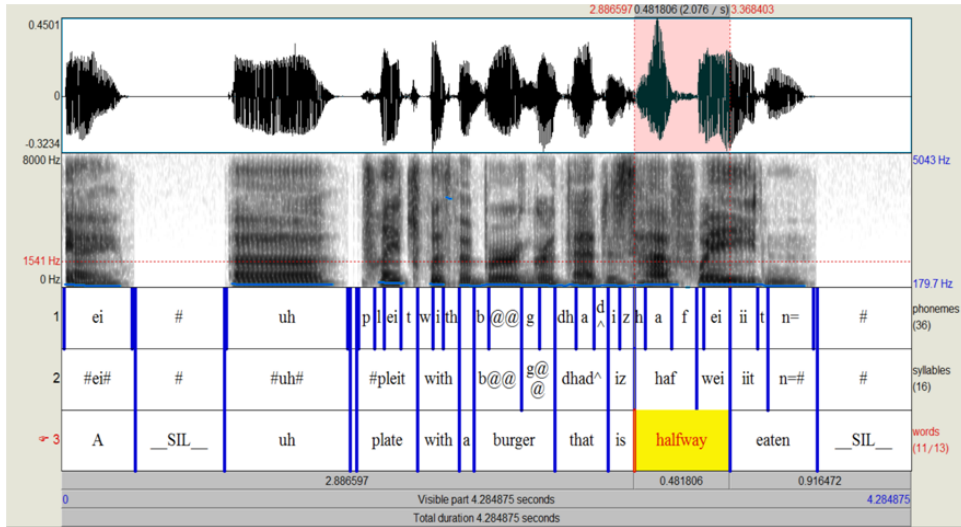 2.886597 0.481806 (2.076 / s) 3.368403
0.4501
0
-0.3234
8000 Hz 5043 Hz
1541 Hz
0 Hz 179.7 Hz
1 ei # uh p l ei t w i th b @@ g dh a d^ i z h a f ei ii t n= # phonemes (36)
2 #ei# # #uh# #pleit with b@@ g@@ dhad^ iz haf wei iit n=# # syllables (16)
3 A __SIL__ uh plate with a burger that is halfway eaten __SIL__ words (11/13)
2.886597 0.481806 0.916472
0 Visible part 4.284875 seconds 4.284875
Total duration 4.284875 seconds